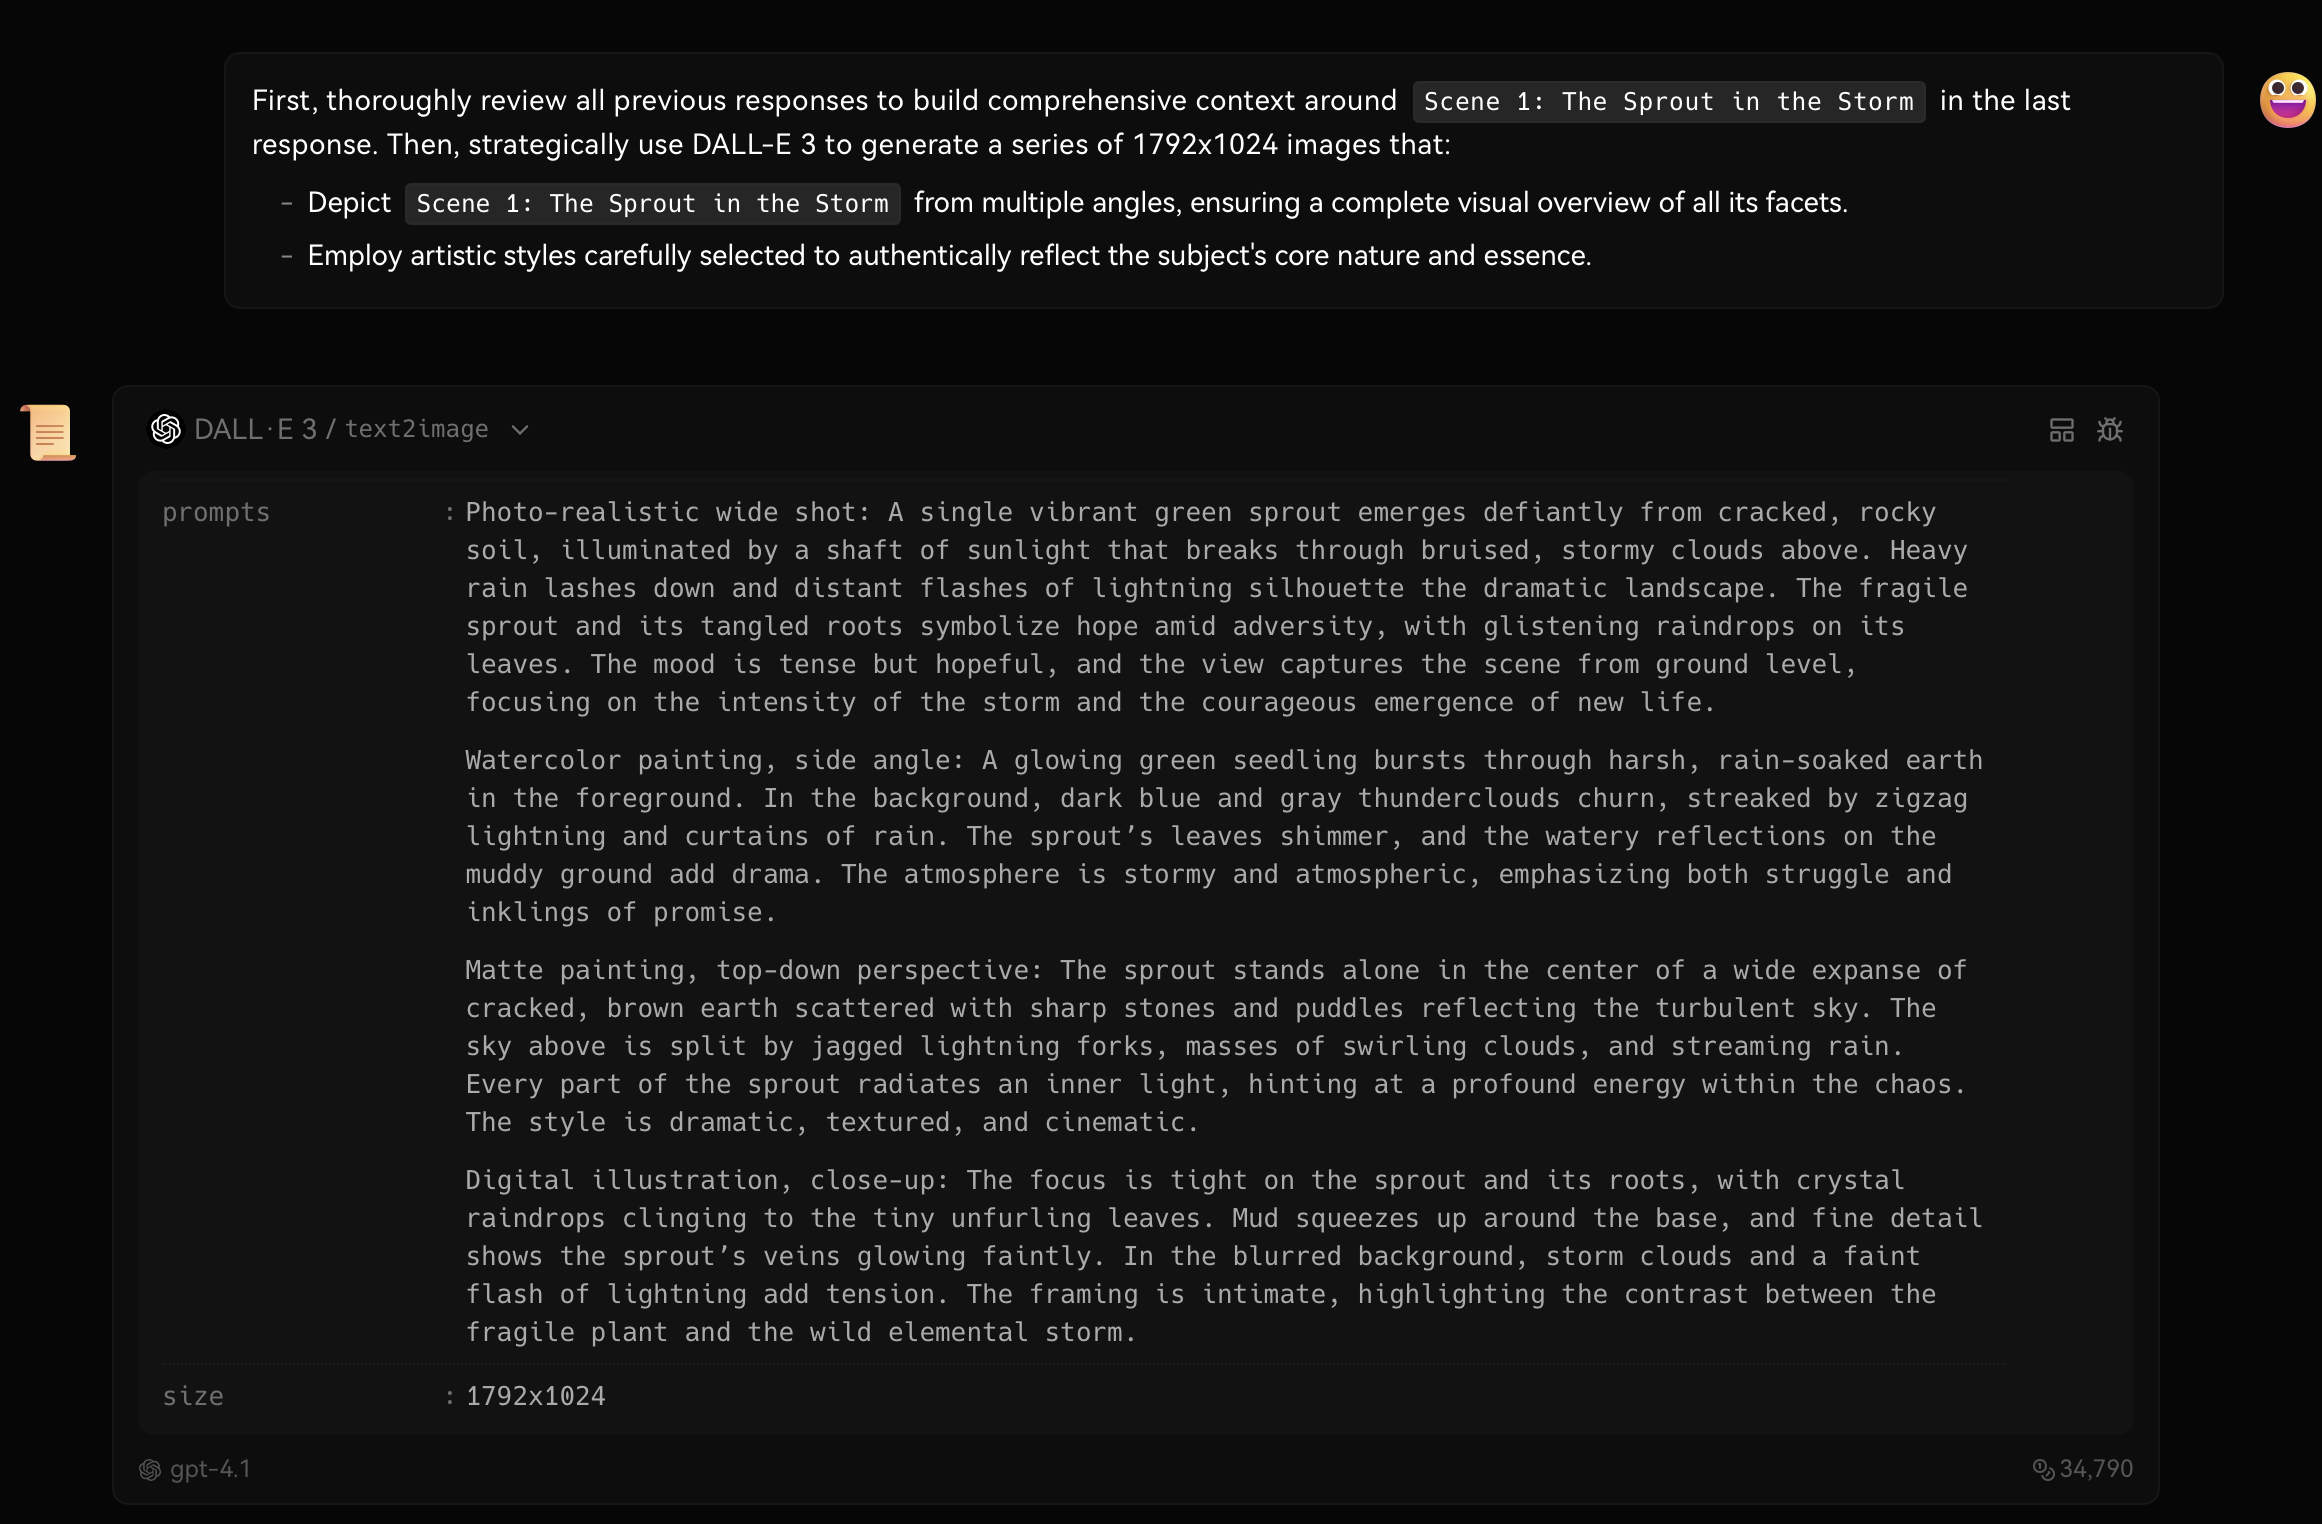 First, thoroughly review all previous responses to build comprehensive context around Scene 1: The Sprout in the Storm in the last
response. Then, strategically use DALL-E 3 to generate a series of 1792x1024 images that:
– Depict Scene 1: The Sprout in the Storm from multiple angles, ensuring a complete visual overview of all its facets.
– Employ artistic styles carefully selected to authentically reflect the subject's core nature and essence.
DALL·E 3 / text2image
prompts : Photo-realistic wide shot: A single vibrant green sprout emerges defiantly from cracked, rocky
soil, illuminated by a shaft of sunlight that breaks through bruised, stormy clouds above. Heavy
rain lashes down and distant flashes of lightning silhouette the dramatic landscape. The fragile
sprout and its tangled roots symbolize hope amid adversity, with glistening raindrops on its
leaves. The mood is tense but hopeful, and the view captures the scene from ground level,
focusing on the intensity of the storm and the courageous emergence of new life.
Watercolor painting, side angle: A glowing green seedling bursts through harsh, rain-soaked earth
in the foreground. In the background, dark blue and gray thunderclouds churn, streaked by zigzag
lightning and curtains of rain. The sprout’s leaves shimmer, and the watery reflections on the
muddy ground add drama. The atmosphere is stormy and atmospheric, emphasizing both struggle and
inklings of promise.
Matte painting, top-down perspective: The sprout stands alone in the center of a wide expanse of
cracked, brown earth scattered with sharp stones and puddles reflecting the turbulent sky. The
sky above is split by jagged lightning forks, masses of swirling clouds, and streaming rain.
Every part of the sprout radiates an inner light, hinting at a profound energy within the chaos.
The style is dramatic, textured, and cinematic.
Digital illustration, close-up: The focus is tight on the sprout and its roots, with crystal
raindrops clinging to the tiny unfurling leaves. Mud squeezes up around the base, and fine detail
shows the sprout’s veins glowing faintly. In the blurred background, storm clouds and a faint
flash of lightning add tension. The framing is intimate, highlighting the contrast between the
fragile plant and the wild elemental storm.
size : 1792x1024
gpt-4.1
34,790